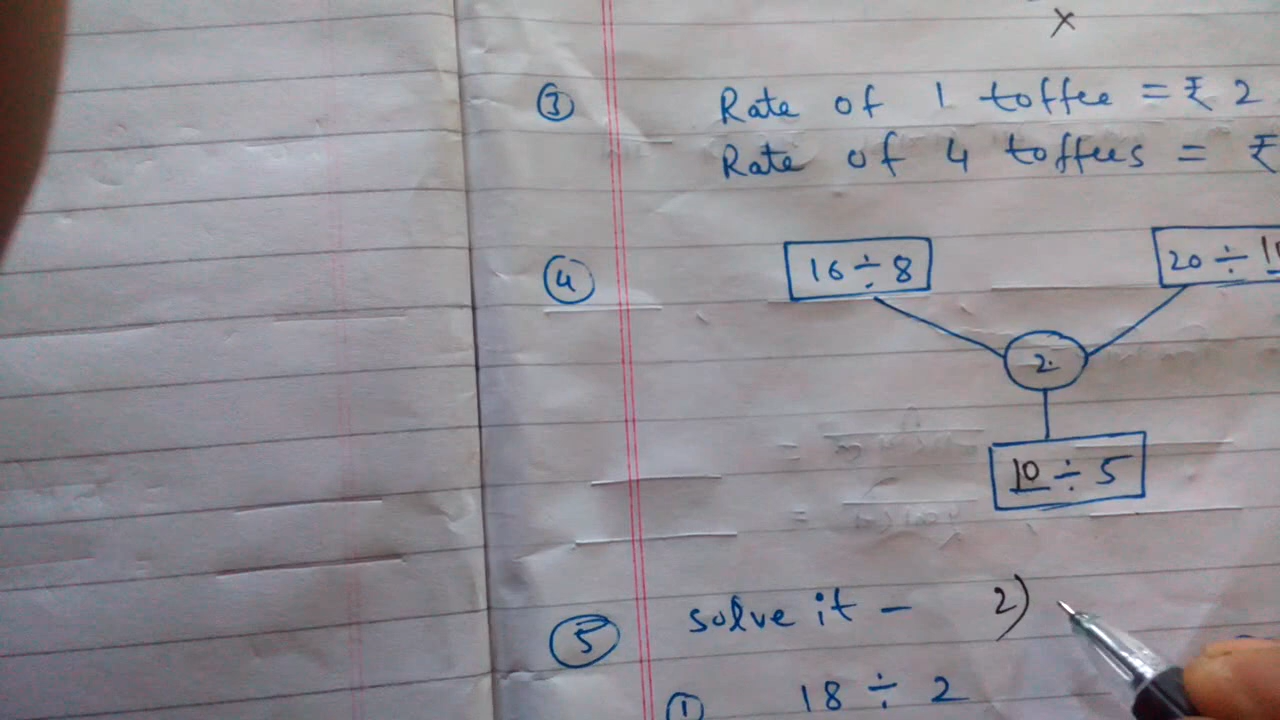 x
③ Rate of 1 toffee = ₹ 2
Rate of 4 toffees = ₹
④ 16 ÷ 8 20 ÷
2
10 ÷ 5
⑤ solve it - 2)
① 18 ÷ 2